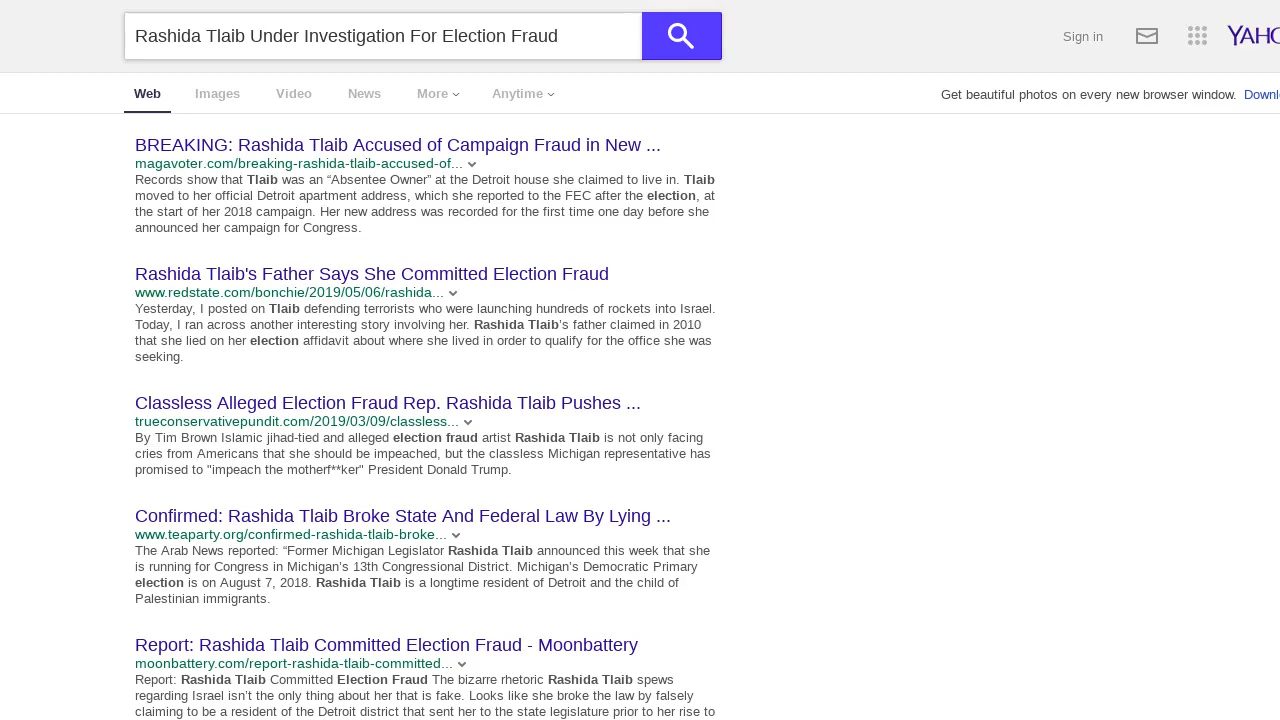 Rashida Tlaib Under Investigation For Election Fraud
Sign in
Web
Images
Video
News
More
Anytime
Get beautiful photos on every new browser window.
BREAKING: Rashida Tlaib Accused of Campaign Fraud in New ...
magavoter.com/breaking-rashida-tlaib-accused-of...
Records show that Tlaib was an “Absentee Owner” at the Detroit house she claimed to live in. Tlaib
moved to her official Detroit apartment address, which she reported to the FEC after the election, at
the start of her 2018 campaign. Her new address was recorded for the first time one day before she
announced her campaign for Congress.
Rashida Tlaib's Father Says She Committed Election Fraud
www.redstate.com/bonchie/2019/05/06/rashida...
Yesterday, I posted on Tlaib defending terrorists who were launching hundreds of rockets into Israel.
Today, I ran across another interesting story involving her. Rashida Tlaib’s father claimed in 2010
that she lied on her election affidavit about where she lived in order to qualify for the office she was
seeking.
Classless Alleged Election Fraud Rep. Rashida Tlaib Pushes ...
trueconservativepundit.com/2019/03/09/classless...
By Tim Brown Islamic jihad-tied and alleged election fraud artist Rashida Tlaib is not only facing
cries from Americans that she should be impeached, but the classless Michigan representative has
promised to "impeach the motherf**ker" President Donald Trump.
Confirmed: Rashida Tlaib Broke State And Federal Law By Lying ...
www.teaparty.org/confirmed-rashida-tlaib-broke...
The Arab News reported: “Former Michigan Legislator Rashida Tlaib announced this week that she
is running for Congress in Michigan’s 13th Congressional District. Michigan’s Democratic Primary
election is on August 7, 2018. Rashida Tlaib is a longtime resident of Detroit and the child of
Palestinian immigrants.
Report: Rashida Tlaib Committed Election Fraud - Moonbattery
moonbattery.com/report-rashida-tlaib-committed...
Report: Rashida Tlaib Committed Election Fraud The bizarre rhetoric Rashida Tlaib spews
regarding Israel isn’t the only thing about her that is fake. Looks like she broke the law by falsely
claiming to be a resident of the Detroit district that sent her to the state legislature prior to her rise to